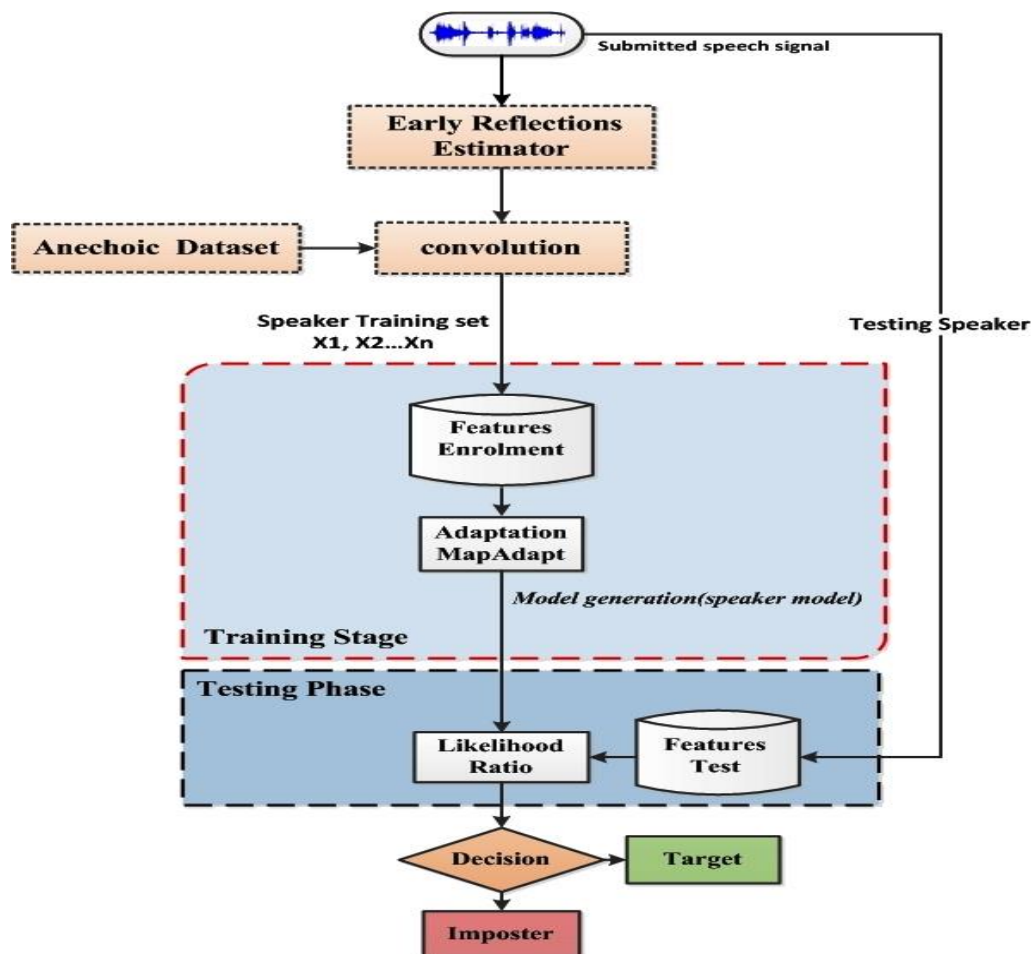 Submitted speech signal
Early Reflections
Estimator
Anechoic Dataset
convolution
Speaker Training set
X1, X2...Xn
Testing Speaker
Features
Enrolment
Adaptation
MapAdapt
Model generation(speaker model)
Training Stage
Testing Phase
Likelihood
Ratio
Features
Test
Decision
Target
Imposter